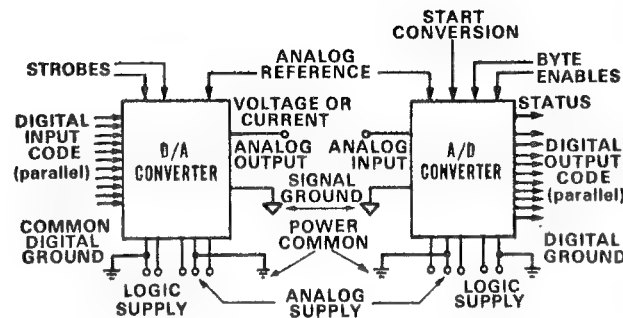 START
CONVERSION
STROBES
ANALOG
REFERENCE
BYTE
ENABLES
DIGITAL
INPUT
CODE
(parallel)
D/A
CONVERTER
VOLTAGE OR
CURRENT
ANALOG
OUTPUT
ANALOG
INPUT
A/D
CONVERTER
STATUS
DIGITAL
OUTPUT
CODE
(parallel)
SIGNAL
GROUND
COMMON
DIGITAL
GROUND
POWER
COMMON
DIGITAL
GROUND
LOGIC
SUPPLY
ANALOG
SUPPLY
LOGIC
SUPPLY